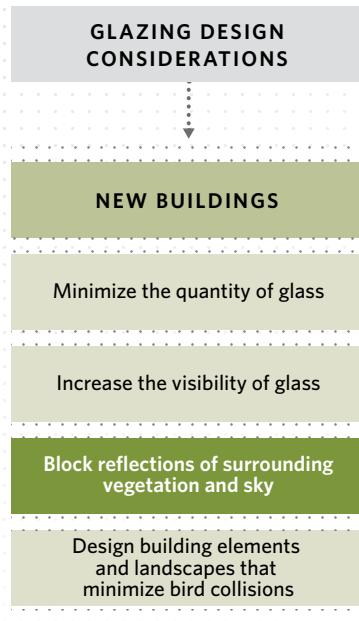 GLAZING DESIGN
CONSIDERATIONS
NEW BUILDINGS
Minimize the quantity of glass
Increase the visibility of glass
Block reflections of surrounding
vegetation and sky
Design building elements
and landscapes that
minimize bird collisions